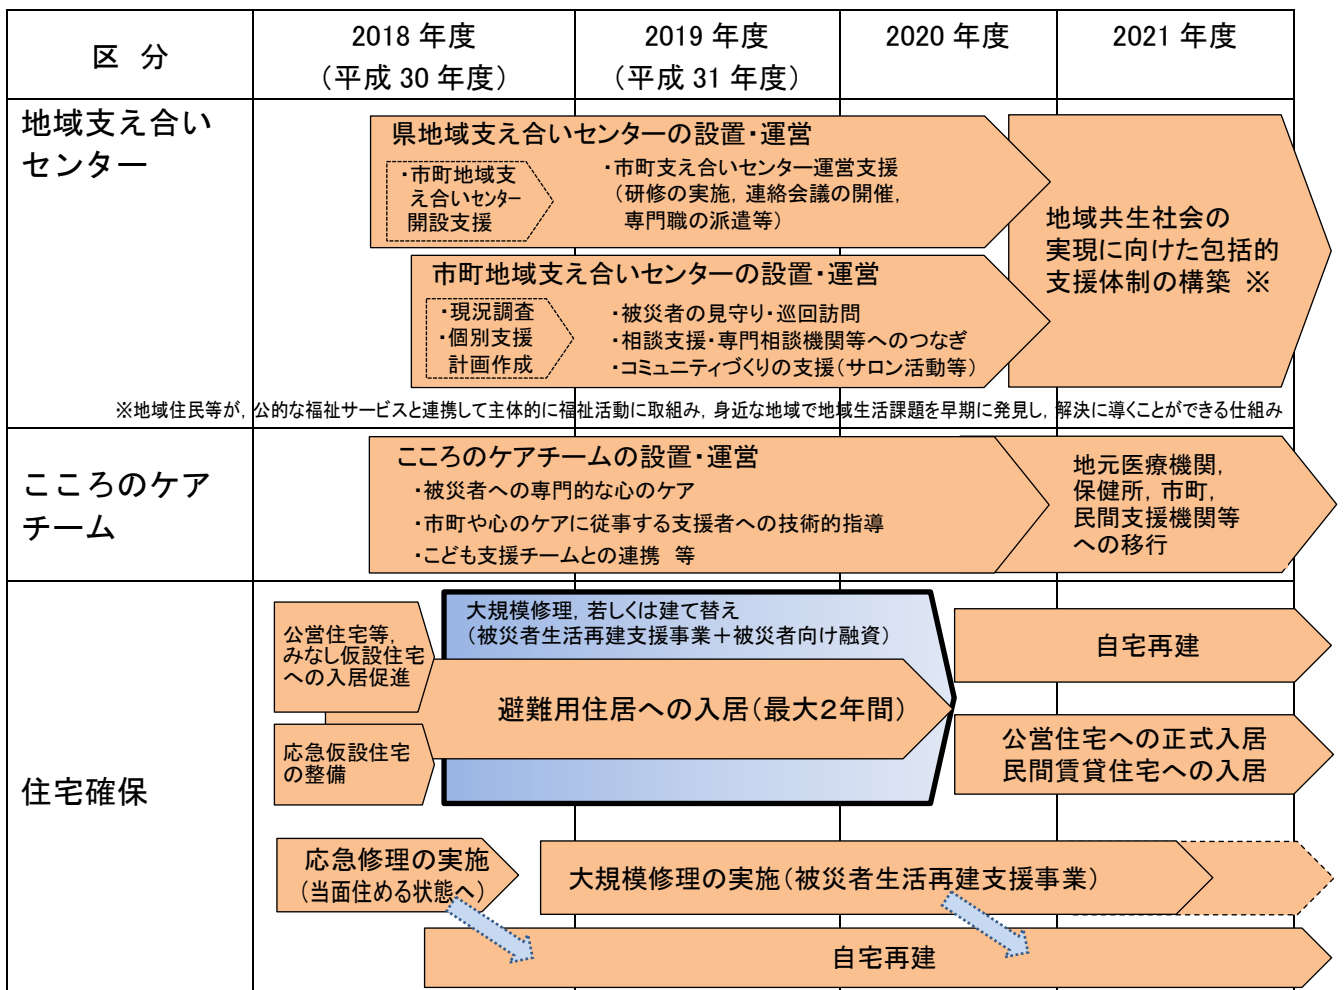 区 分
2018 年度
（平成 30 年度）
2019 年度
（平成 31 年度）
2020 年度
2021 年度
地域支え合い
センター
県地域支え合いセンターの設置・運営
・市町地域支
え合いセンター
開設支援
・市町支え合いセンター運営支援
（研修の実施，連絡会議の開催，
専門職の派遣等）
市町地域支え合いセンターの設置・運営
・現況調査
・個別支援
計画作成
・被災者の見守り・巡回訪問
・相談支援・専門相談機関等へのつなぎ
・コミュニティづくりの支援（サロン活動等）
地域共生社会の
実現に向けた包括的
支援体制の構築 ※
※地域住民等が，公的な福祉サービスと連携して主体的に福祉活動に取組み，身近な地域で地域生活課題を早期に発見し，解決に導くことができる仕組み
こころのケア
チーム
こころのケアチームの設置・運営
・被災者への専門的な心のケア
・市町や心のケアに従事する支援者への技術的指導
・こども支援チームとの連携 等
地元医療機関，
保健所，市町，
民間支援機関等
への移行
住宅確保
公営住宅等，
みなし仮設住宅
への入居促進
応急仮設住宅
の整備
大規模修理，若しくは建て替え
（被災者生活再建支援事業＋被災者向け融資）
避難用住居への入居（最大２年間）
自宅再建
公営住宅への正式入居
民間賃貸住宅への入居
応急修理の実施
（当面住める状態へ）
大規模修理の実施（被災者生活再建支援事業）
自宅再建